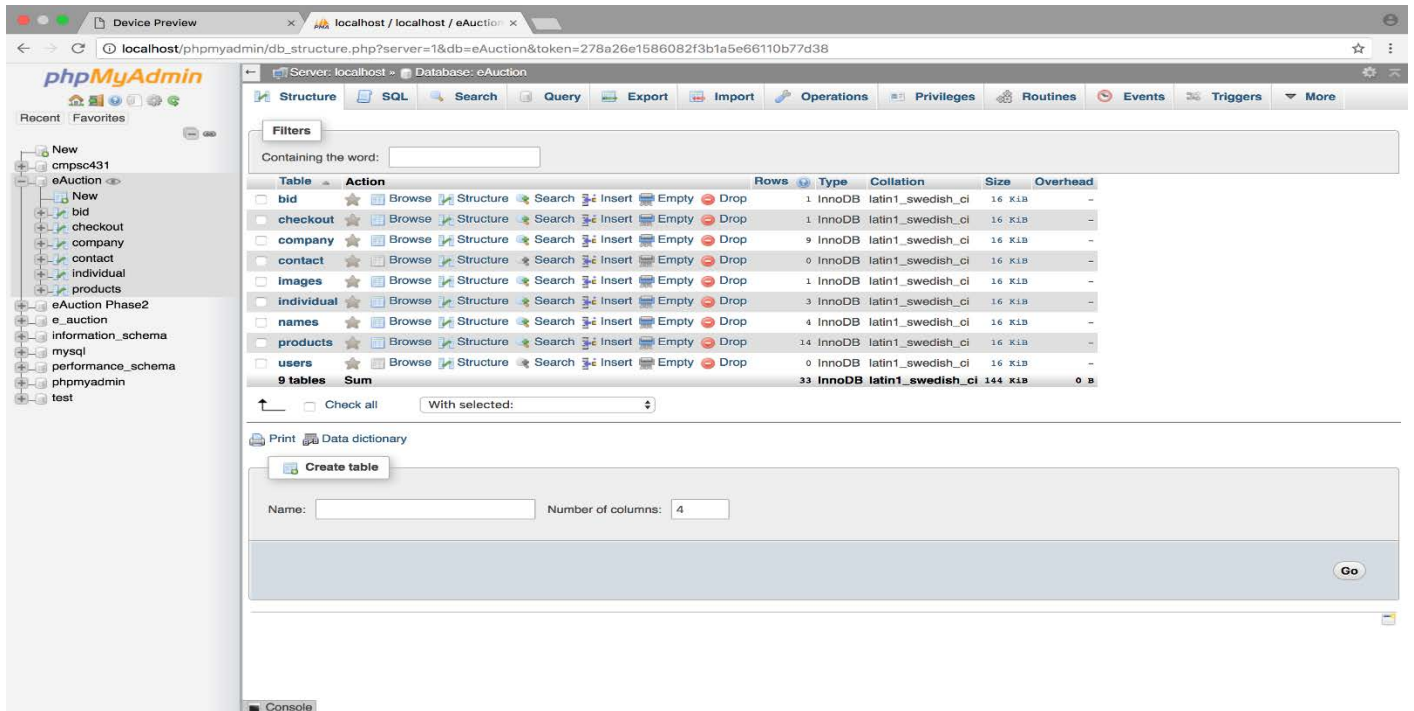 Device Preview
localhost / localhost / eAuction
localhost/phpmyadmin/db_structure.php?server=1&db=eAuction&token=278a26e1586082f3b1a5e66110b77d38
phpMyAdmin
Recent Favorites
New
cmpsc431
eAuction
New
bid
checkout
company
contact
individual
products
eAuction Phase2
e_auction
information_schema
mysql
performance_schema
phpmyadmin
test
Server: localhost » Database: eAuction
Structure SQL Search Query Export Import Operations Privileges Routines Events Triggers More
Filters
Containing the word:
Table Action Rows Type Collation Size Overhead
bid Browse Structure Search Insert Empty Drop 1 InnoDB latin1_swedish_ci 16 KiB -
checkout Browse Structure Search Insert Empty Drop 1 InnoDB latin1_swedish_ci 16 KiB -
company Browse Structure Search Insert Empty Drop 9 InnoDB latin1_swedish_ci 16 KiB -
contact Browse Structure Search Insert Empty Drop 0 InnoDB latin1_swedish_ci 16 KiB -
images Browse Structure Search Insert Empty Drop 1 InnoDB latin1_swedish_ci 16 KiB -
individual Browse Structure Search Insert Empty Drop 3 InnoDB latin1_swedish_ci 16 KiB -
names Browse Structure Search Insert Empty Drop 4 InnoDB latin1_swedish_ci 16 KiB -
products Browse Structure Search Insert Empty Drop 14 InnoDB latin1_swedish_ci 16 KiB -
users Browse Structure Search Insert Empty Drop 0 InnoDB latin1_swedish_ci 16 KiB -
9 tables Sum 33 InnoDB latin1_swedish_ci 144 KiB 0 B
Check all With selected:
Print Data dictionary
Create table
Name: Number of columns: 4
Go
Console